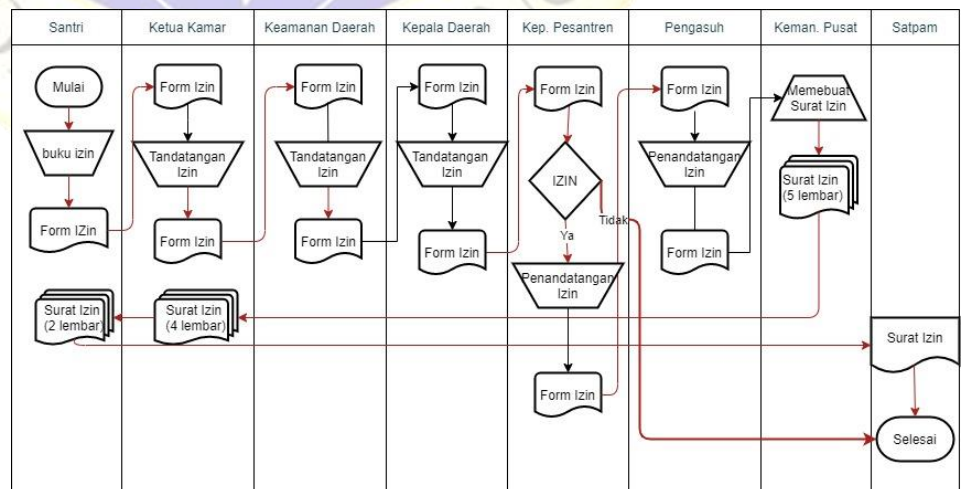 Santri
Ketua Kamar
Keamanan Daerah
Kepala Daerah
Kep. Pesantren
Pengasuh
Keman. Pusat
Satpam
Mulai
buku izin
Form IZin
Surat Izin
(2 lembar)
Form Izin
Tandatangan
Izin
Form Izin
Surat Izin
(4 lembar)
Form Izin
Tandatangan
Izin
Form Izin
Form Izin
Tandatangan
Izin
Form Izin
Form Izin
IZIN
Tidak
Ya
Penandatangan
Izin
Form Izin
Form Izin
Penandatangan
Izin
Form Izin
Memebuat
Surat Izin
Surat Izin
(5 lembar)
Surat Izin
Selesai